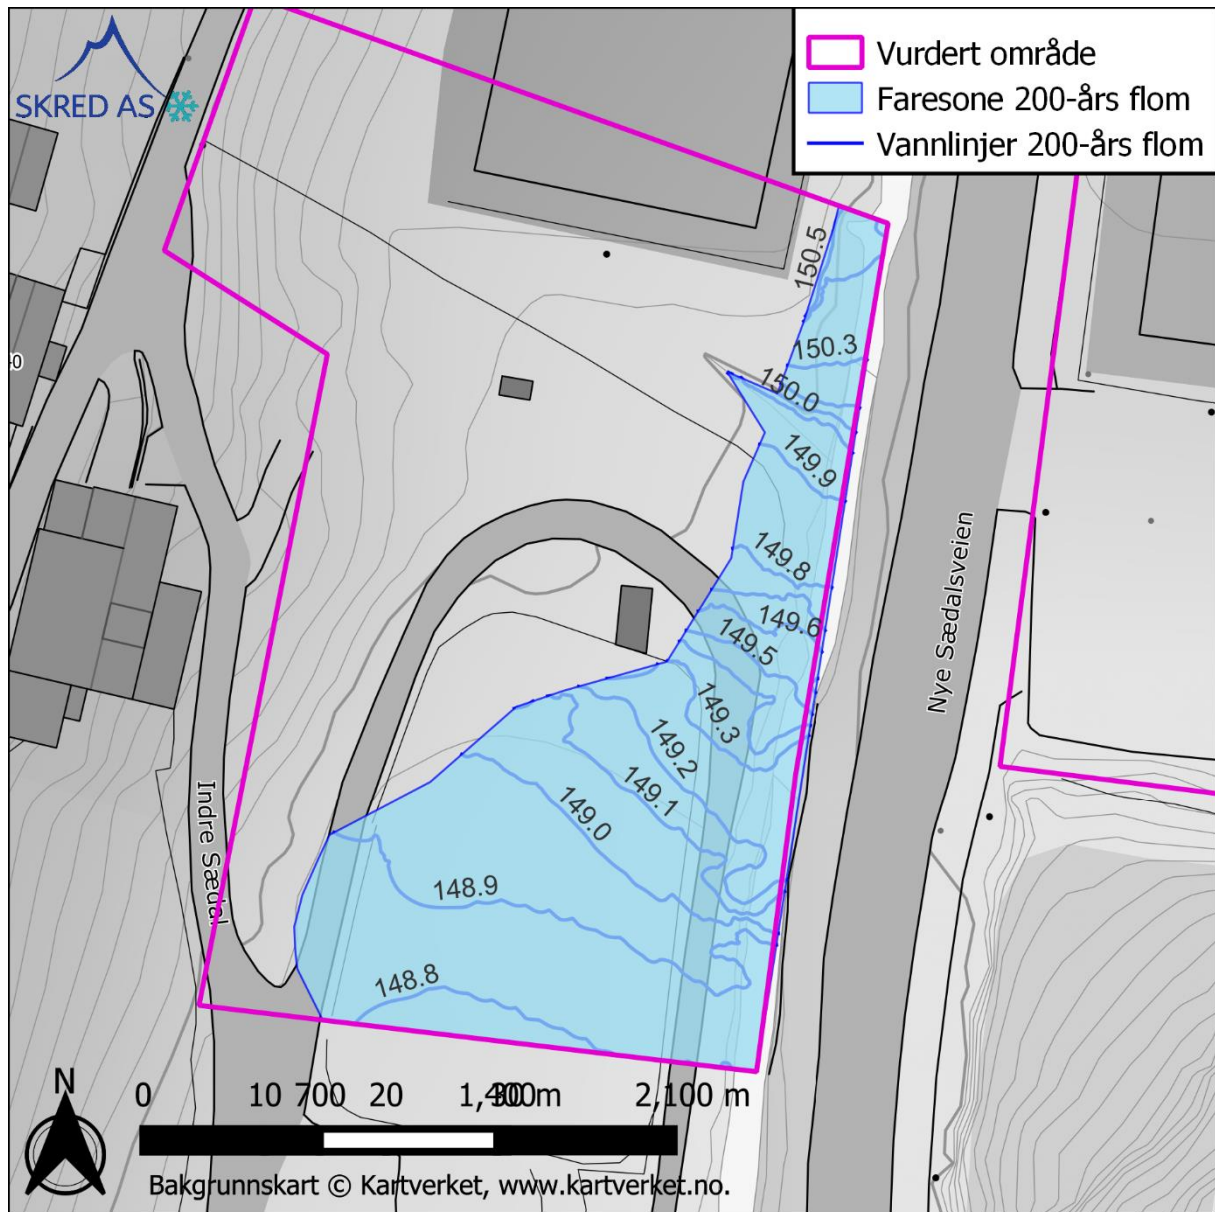 SKRED AS
Vurdert område
Faresone 200-års flom
Vannlinjer 200-års flom
150.5
150.3
150.0
149.9
149.8
149.6
149.5
149.3
149.2
149.1
149.0
148.9
148.8
Nye Sædalsveien
Indre Sædal
N
0 10 700 20 2,100 m
Bakgrunnskart © Kartverket, www.kartverket.no.